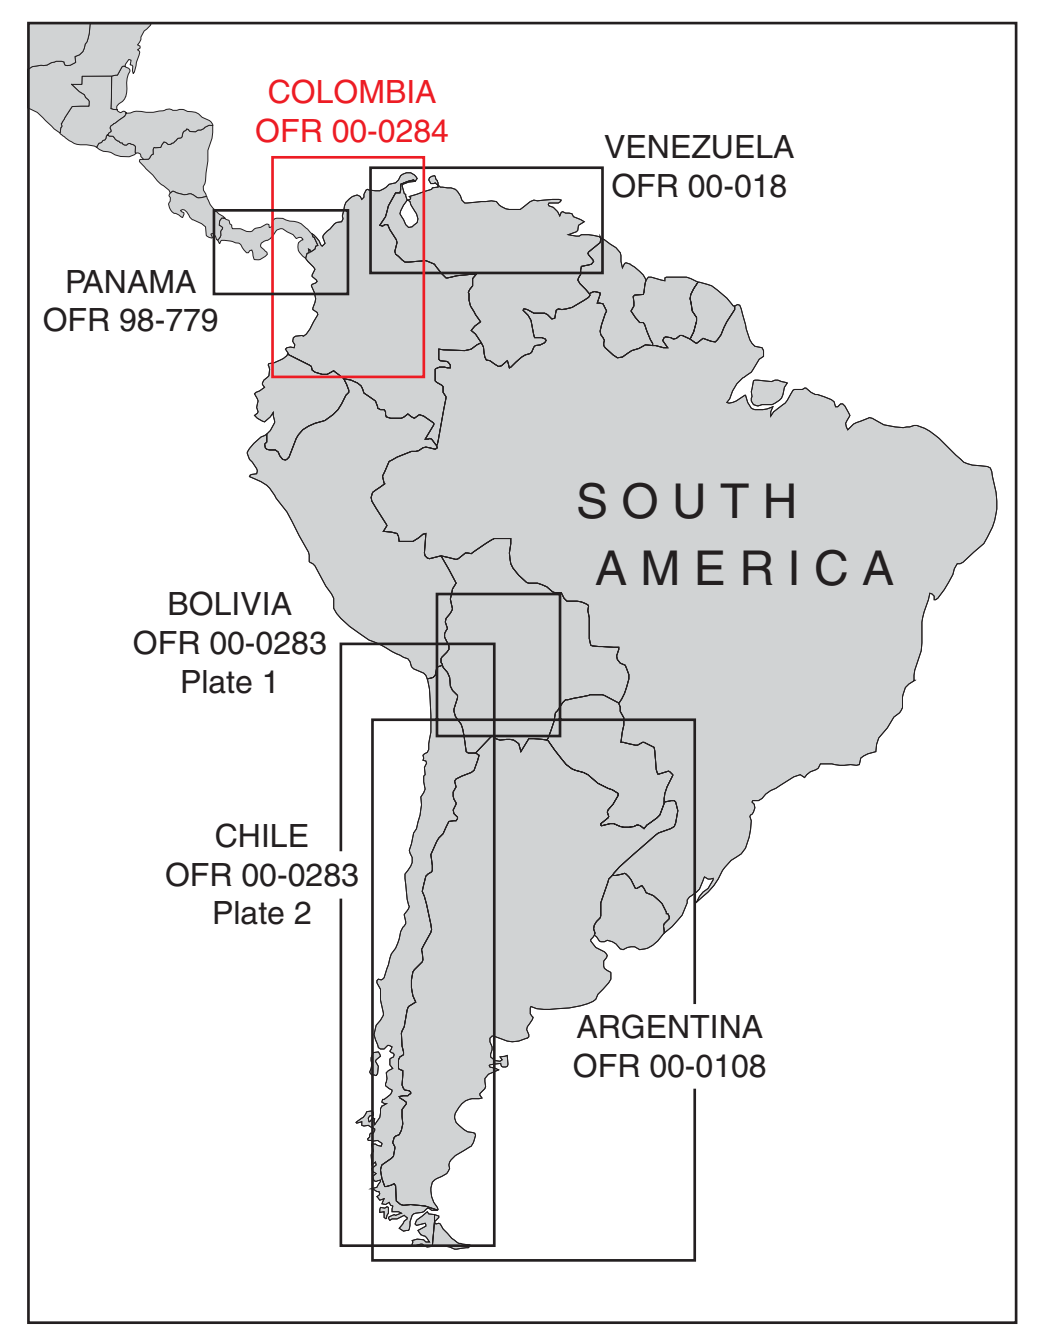 COLOMBIA
OFR 00-0284
VENEZUELA
OFR 00-018
PANAMA
OFR 98-779
SOUTH
AMERICA
BOLIVIA
OFR 00-0283
Plate 1
CHILE
OFR 00-0283
Plate 2
ARGENTINA
OFR 00-0108